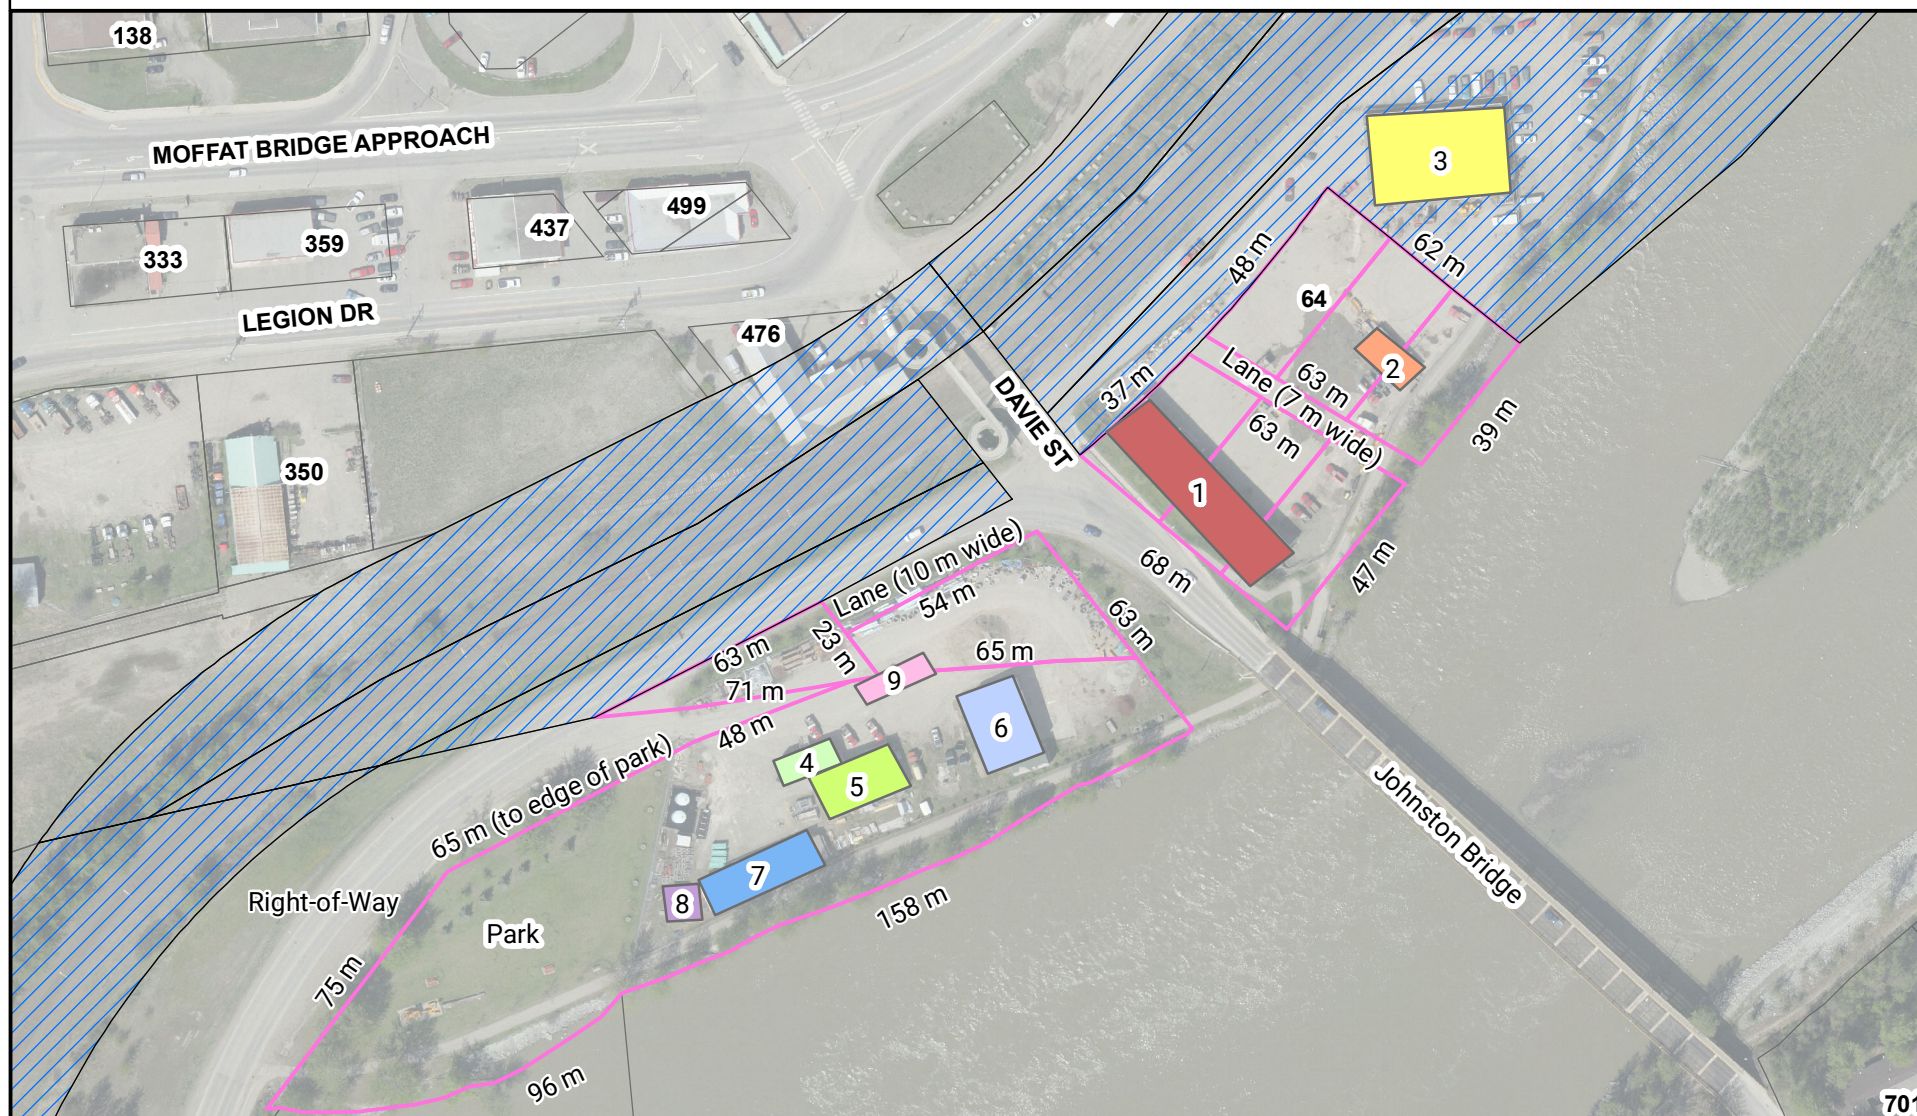 138
MOFFAT BRIDGE APPROACH
3
499
437
359
333
62 m
48 m
64
LEGION DR
476
Lane (7 m wide)
63 m
2
37 m
DAVIE ST
63 m
39 m
350
1
Lane (10 m wide)
54 m
68 m
47 m
63 m
23 m
63 m
65 m
9
71 m
48 m
6
4
5
65 m (to edge of park)
Johnston Bridge
7
8
158 m
Right-of-Way
Park
75 m
96 m
701